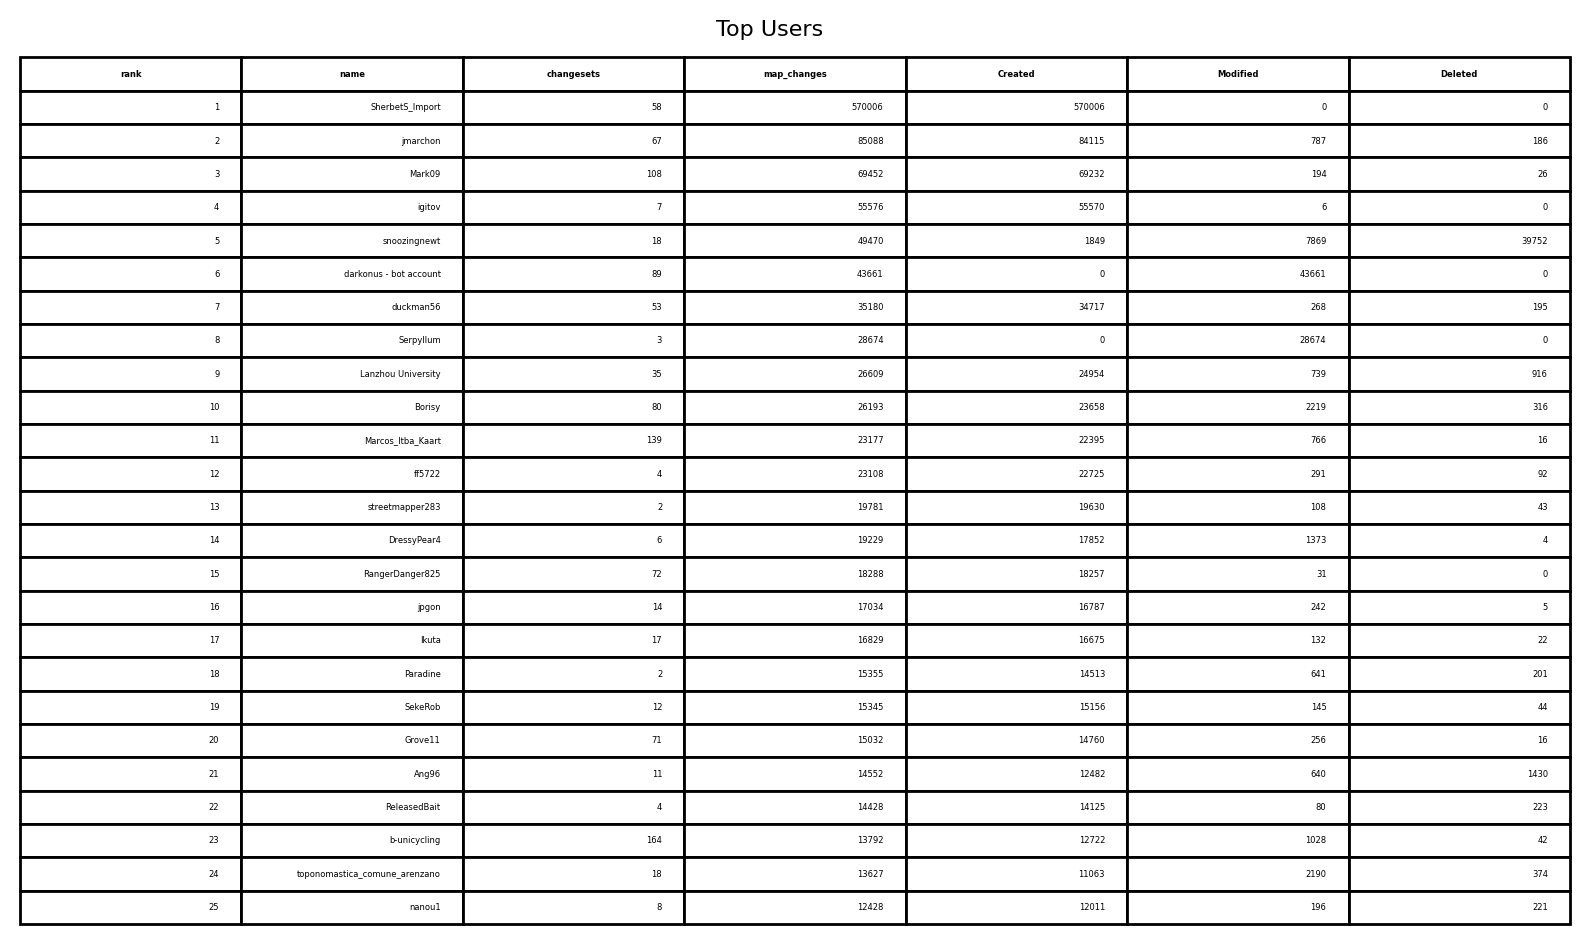 Top Users
rank name changesets map_changes Created Modified Deleted
1 SherbetS_Import 58 570006 570006 0 0
2 jmarchon 67 85088 84115 787 186
3 Mark09 108 69452 69232 194 26
4 igitov 7 55576 55570 6 0
5 snoozingnewt 18 49470 1849 7869 39752
6 darkonus - bot account 89 43661 0 43661 0
7 duckman56 53 35180 34717 268 195
8 Serpyllum 3 28674 0 28674 0
9 Lanzhou University 35 26609 24954 739 916
10 Borisy 80 26193 23658 2219 316
11 Marcos_Itba_Kaart 139 23177 22395 766 16
12 ff5722 4 23108 22725 291 92
13 streetmapper283 2 19781 19630 108 43
14 DressyPear4 6 19229 17852 1373 4
15 RangerDanger825 72 18288 18257 31 0
16 jpgon 14 17034 16787 242 5
17 Ikuta 17 16829 16675 132 22
18 Paradine 2 15355 14513 641 201
19 SekeRob 12 15345 15156 145 44
20 Grove11 71 15032 14760 256 16
21 Ang96 11 14552 12482 640 1430
22 ReleasedBait 4 14428 14125 80 223
23 b-unicycling 164 13792 12722 1028 42
24 toponomastica_comune_arenzano 18 13627 11063 2190 374
25 nanou1 8 12428 12011 196 221